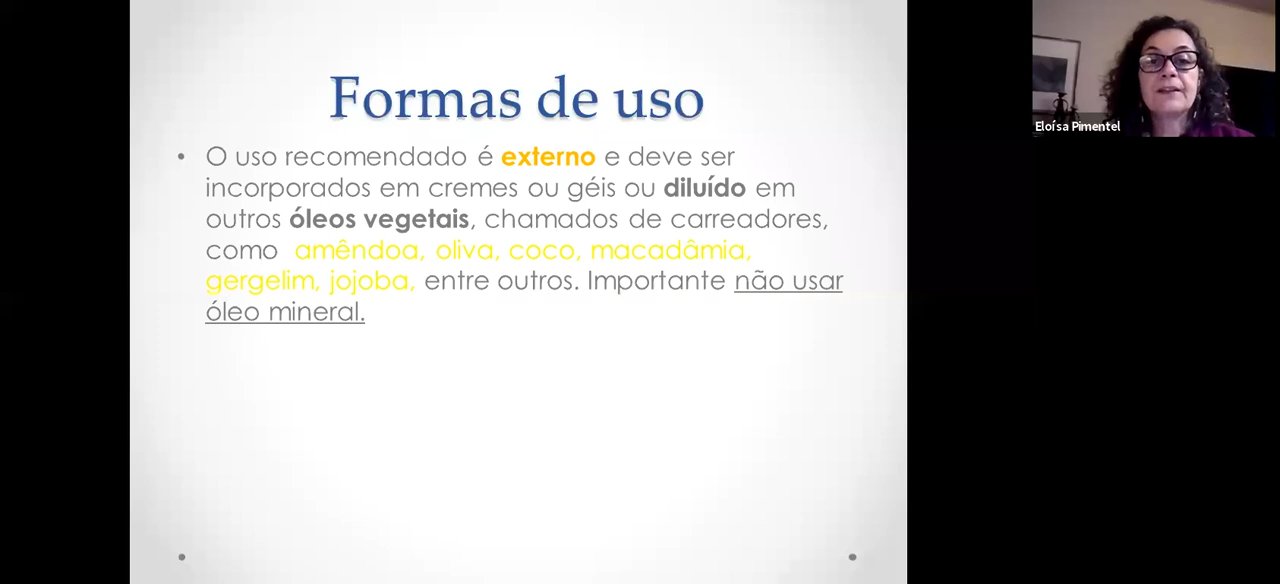 Formas de uso
• O uso recomendado é externo e deve ser
incorporados em cremes ou géis ou diluído em
outros óleos vegetais, chamados de carreadores,
como amêndoa, oliva, coco, macadâmia,
gergelim, jojoba, entre outros. Importante não usar
óleo mineral.
Eloísa Pimentel